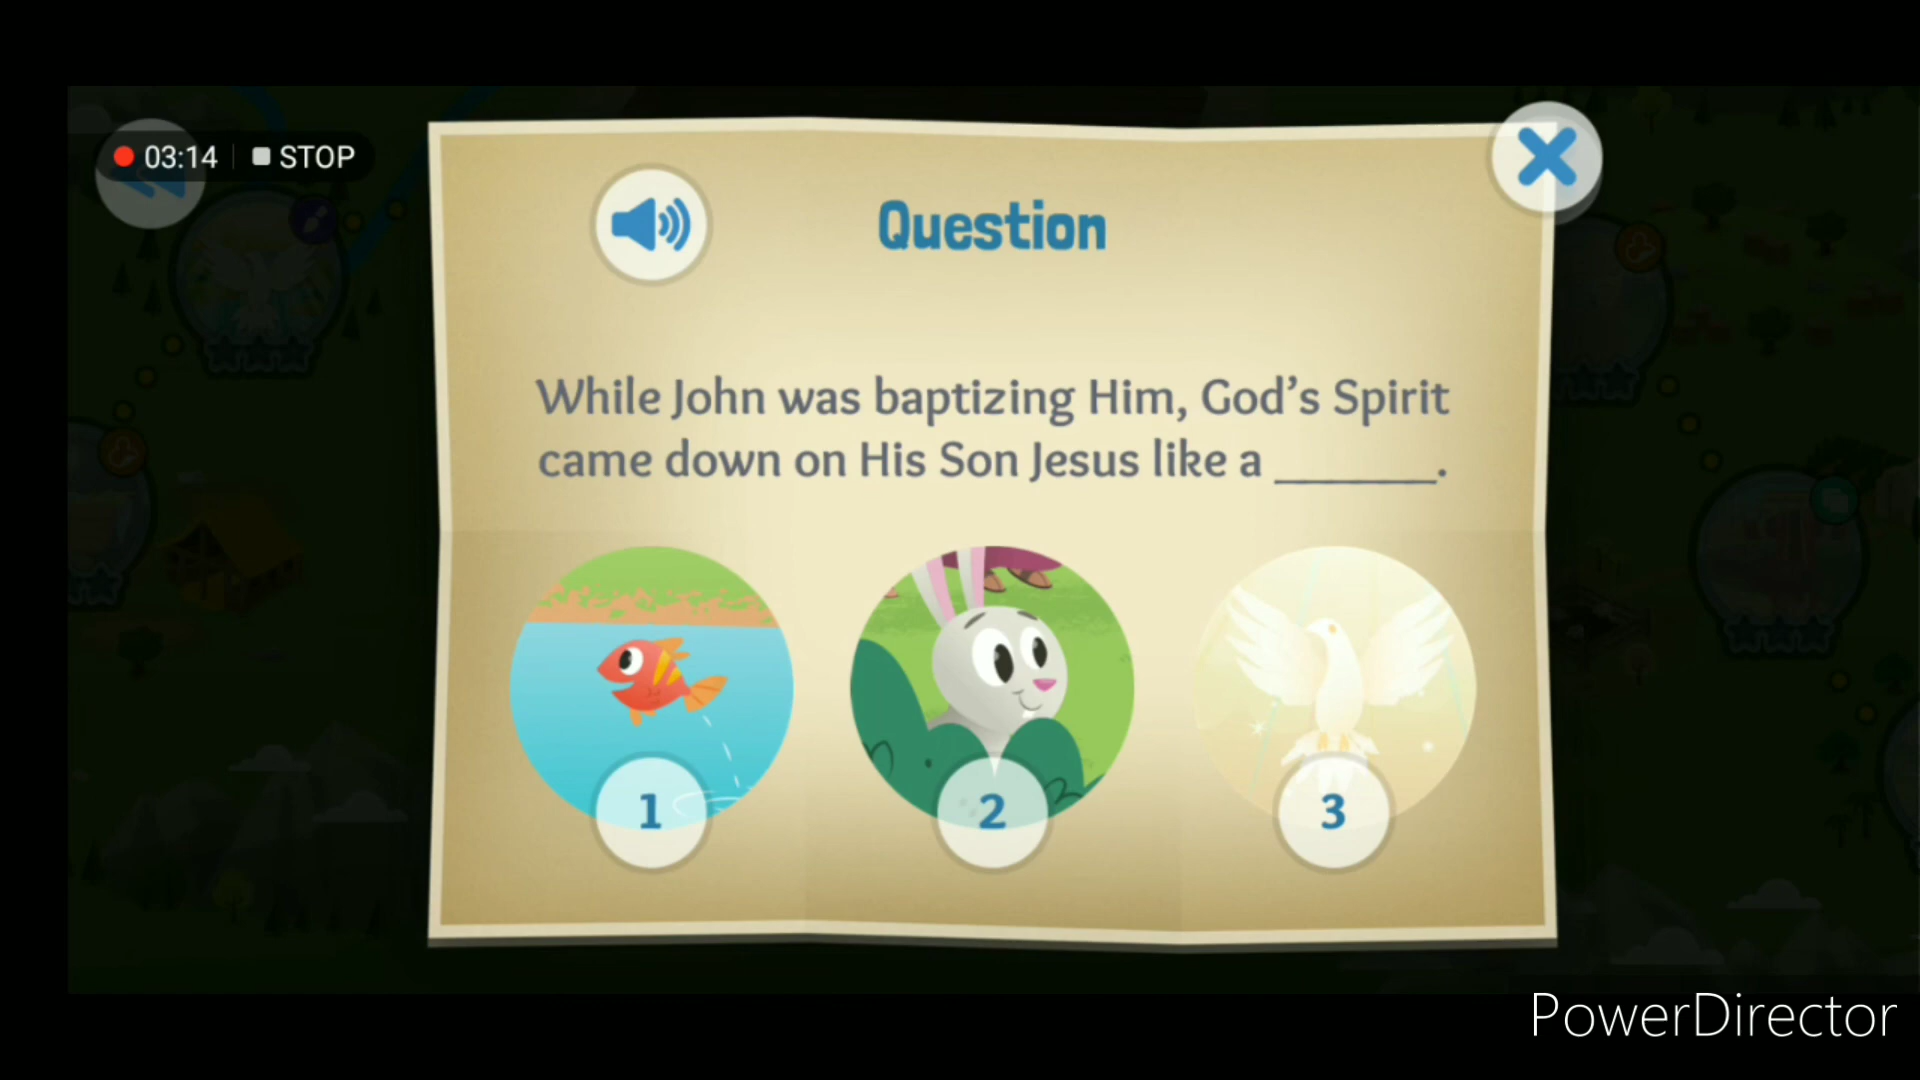 03:14 STOP
Question
While John was baptizing Him, God’s Spirit
came down on His Son Jesus like a _______.
1 2 3
PowerDirector